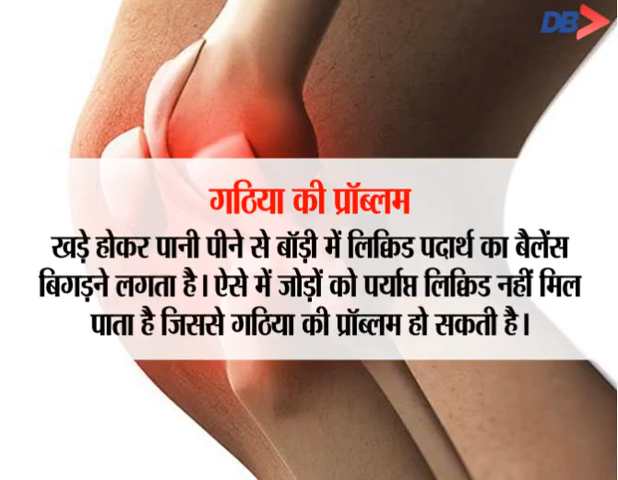 DB
गठिया की प्रॉब्लम
खड़े होकर पानी पीने से बॉड़ी में लिक्विड पदार्थ का बैलेंस
बिगड़ने लगता है। ऐसे में जोड़ों को पर्याप्त लिक्विड नहीं मिल
पाता है जिससे गठिया की प्रॉब्लम हो सकती है।